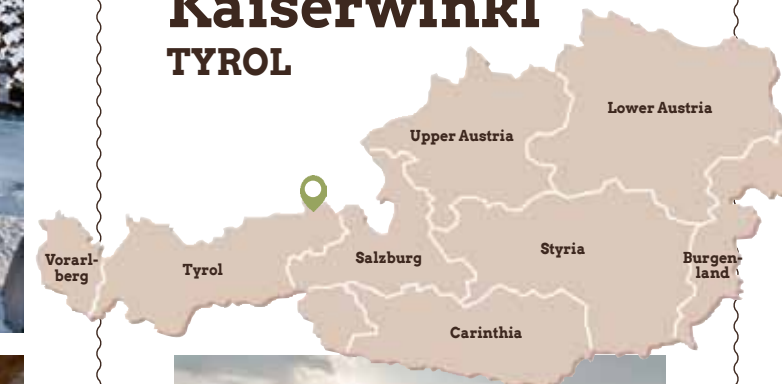 Kaiserwinkl
TYROL
Lower Austria
Upper Austria
Styria
Salzburg
Vorarl-
berg
Tyrol
Burgen-
land
Carinthia